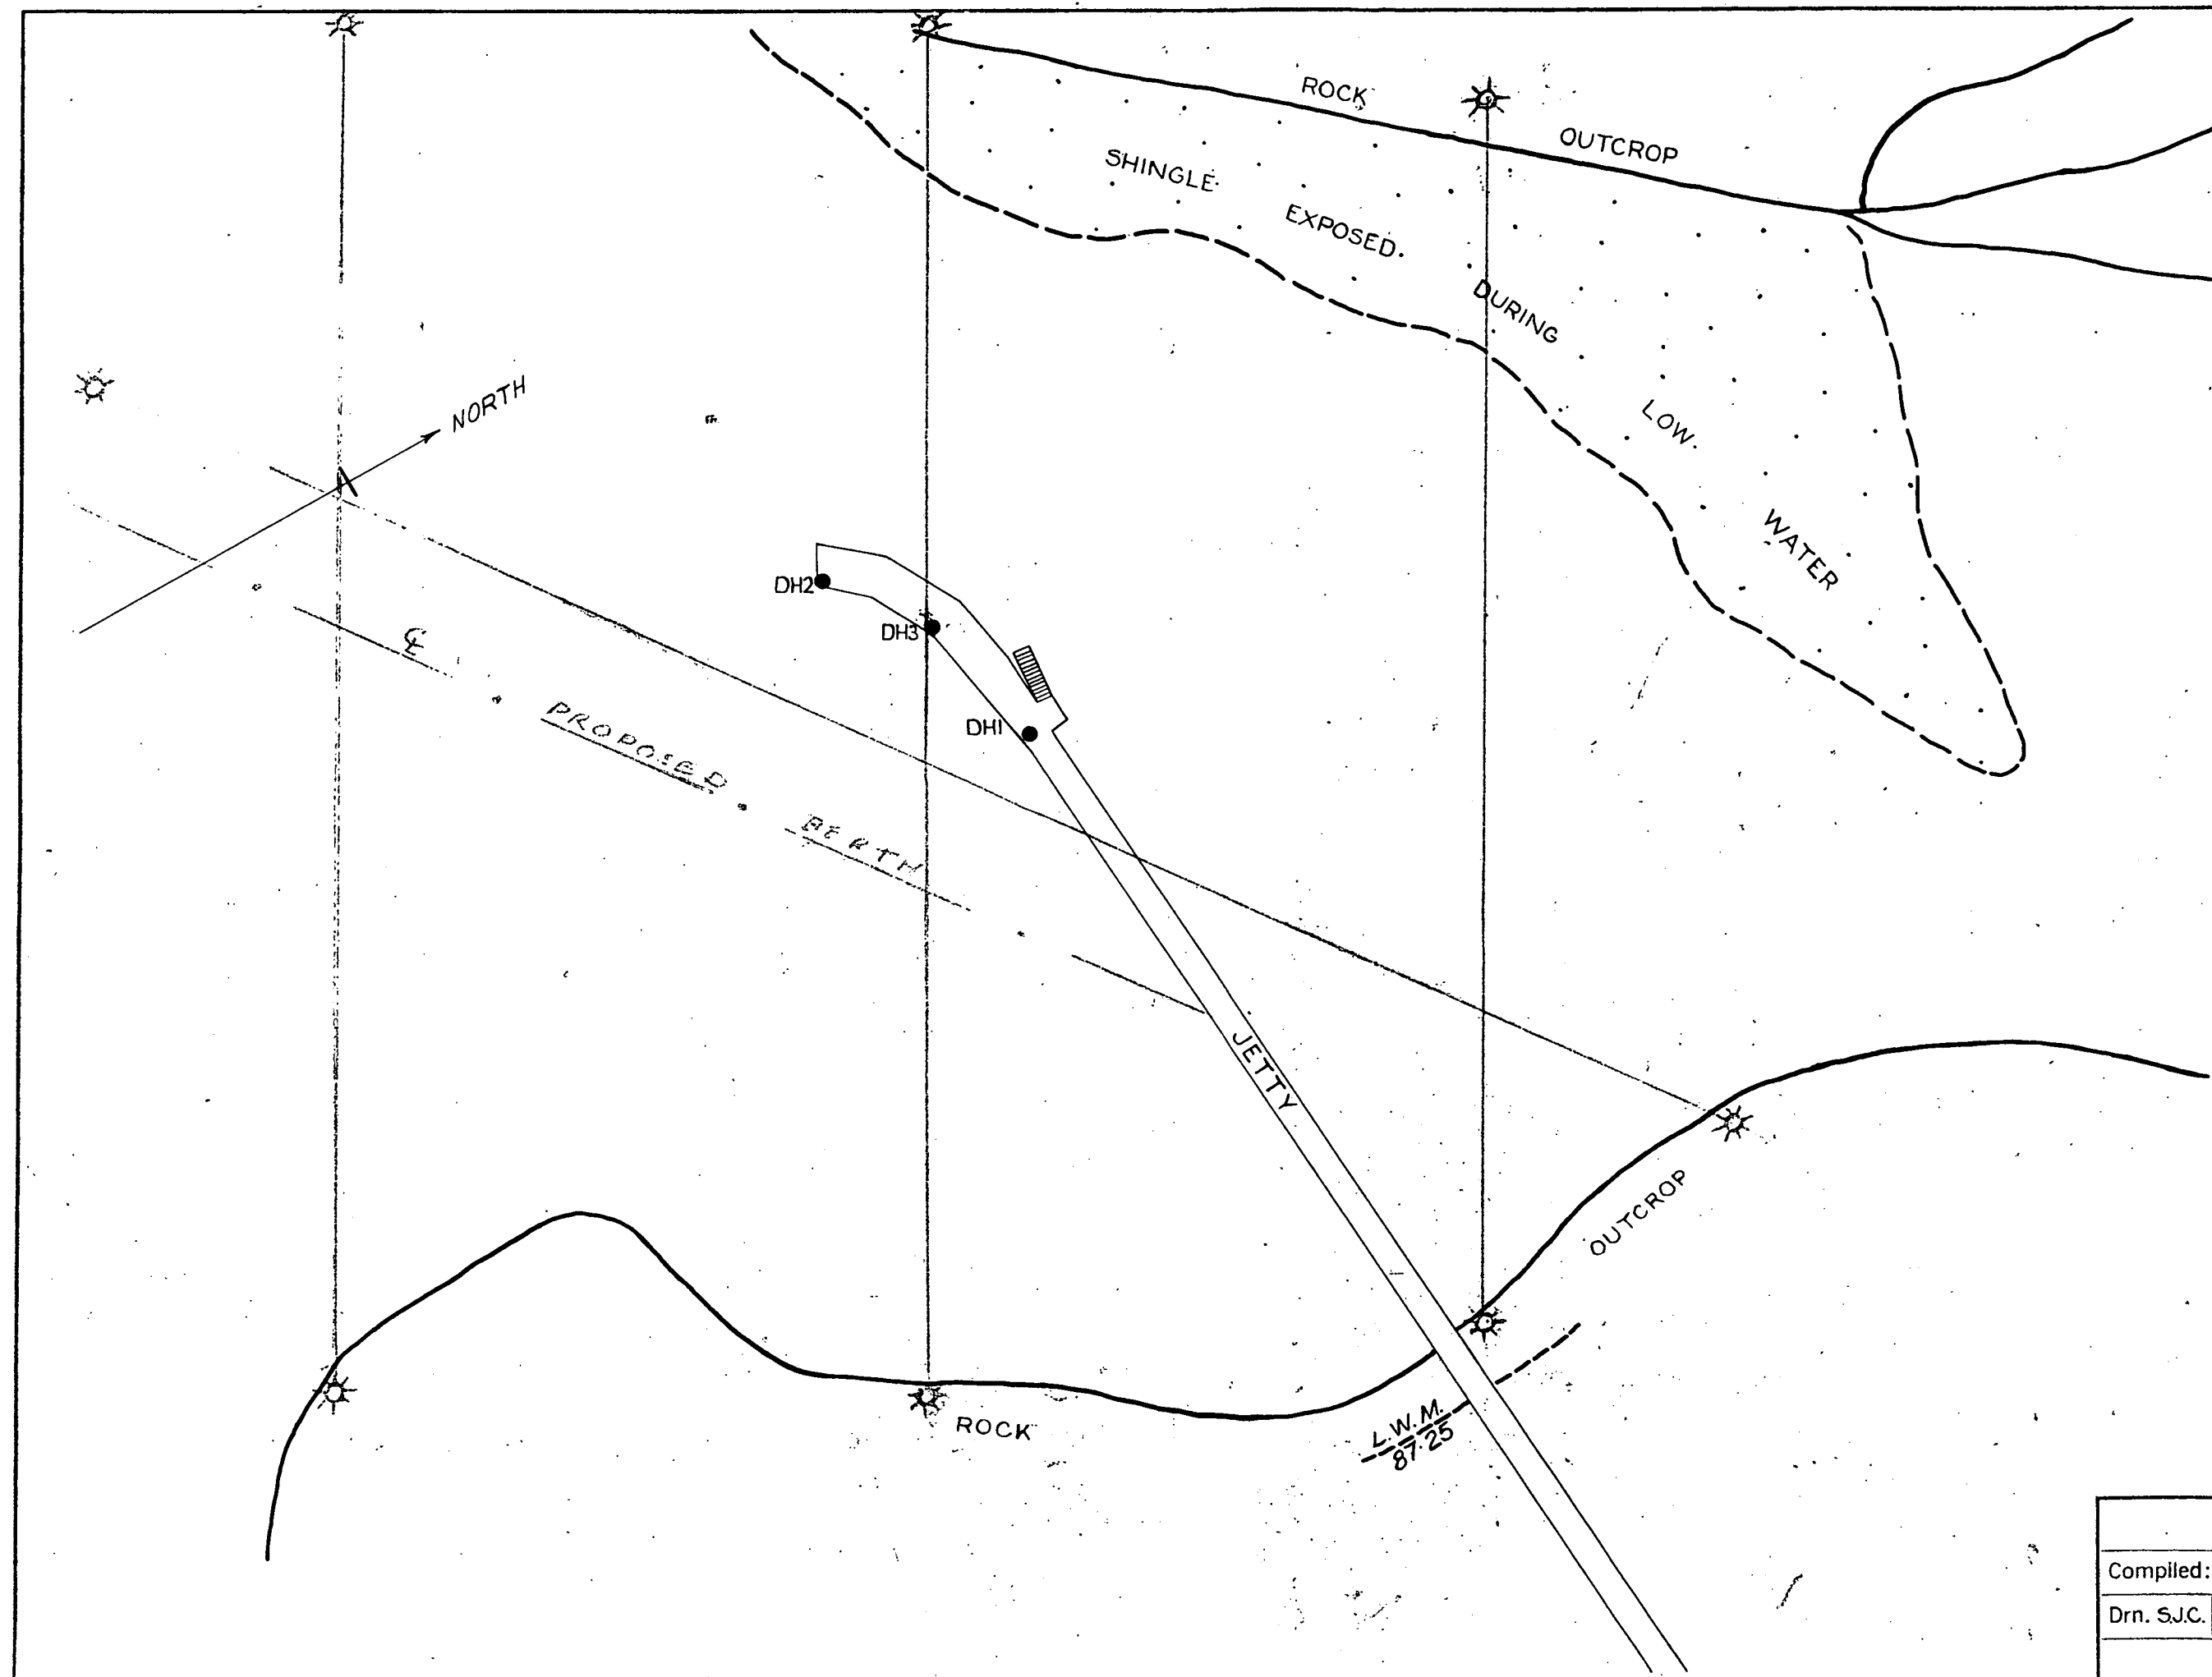 ROCK OUTCROP
SHINGLE EXPOSED DURING LOW WATER
NORTH
DH2
DH3
DH1
℄ PROPOSED BERTH
JETTY
ROCK OUTCROP
L.W.M.
87.25
Compiled:
Drn. S.J.C.